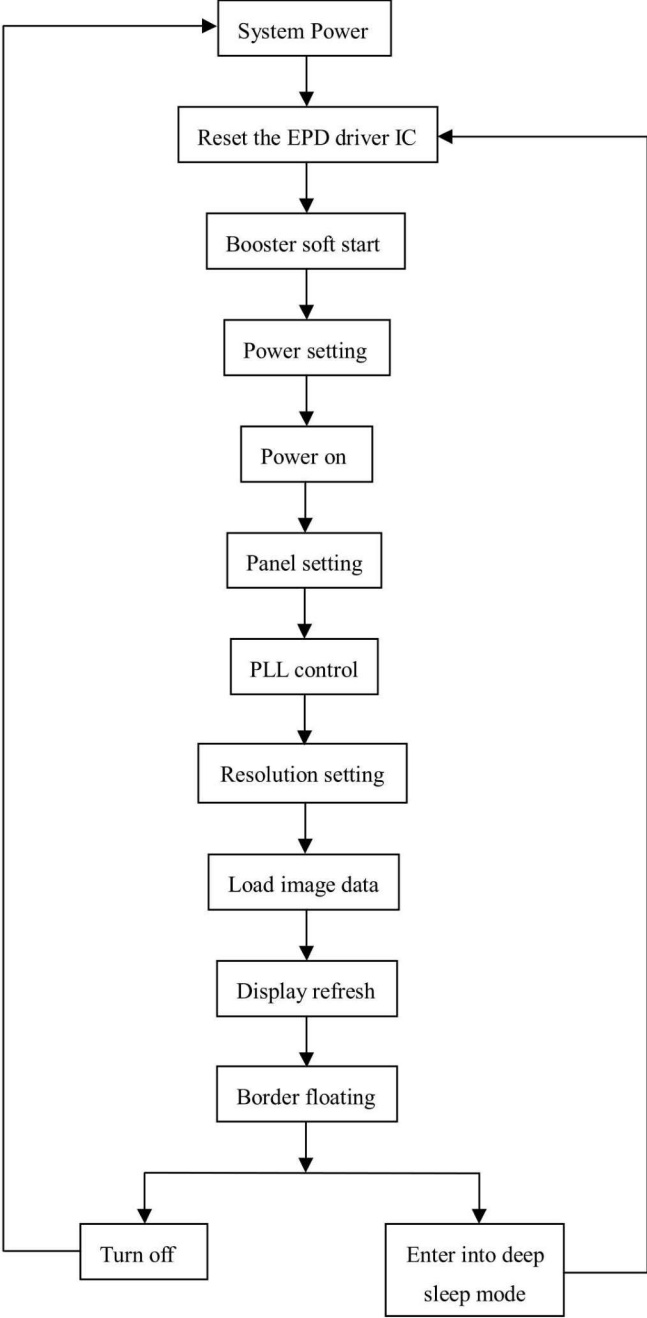 System Power
Reset the EPD driver IC
Booster soft start
Power setting
Power on
Panel setting
PLL control
Resolution setting
Load image data
Display refresh
Border floating
Turn off
Enter into deep
sleep mode